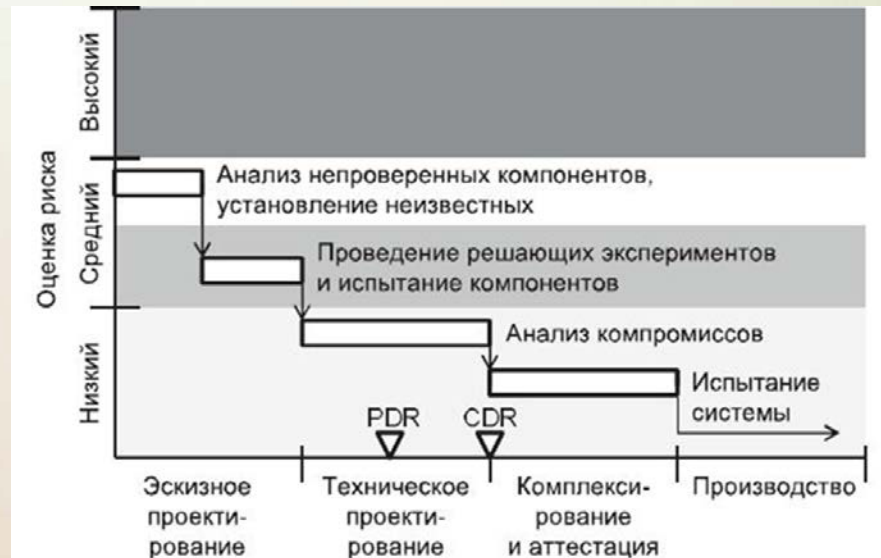 Оценка риска
Высокий
Средний
Низкий
Анализ непроверенных компонентов,
установление неизвестных
Проведение решающих экспериментов
и испытание компонентов
Анализ компромиссов
Испытание
системы
PDR
CDR
Эскизное
проекти-
рование
Техническое
проекти-
рование
Комплекси-
рование
и аттестация
Производство